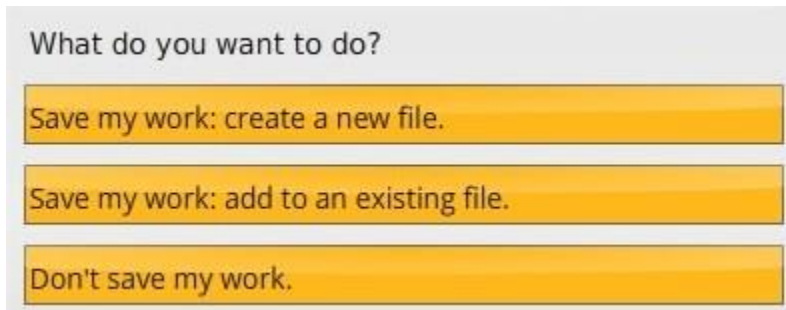 What do you want to do?
Save my work: create a new file.
Save my work: add to an existing file.
Don't save my work.